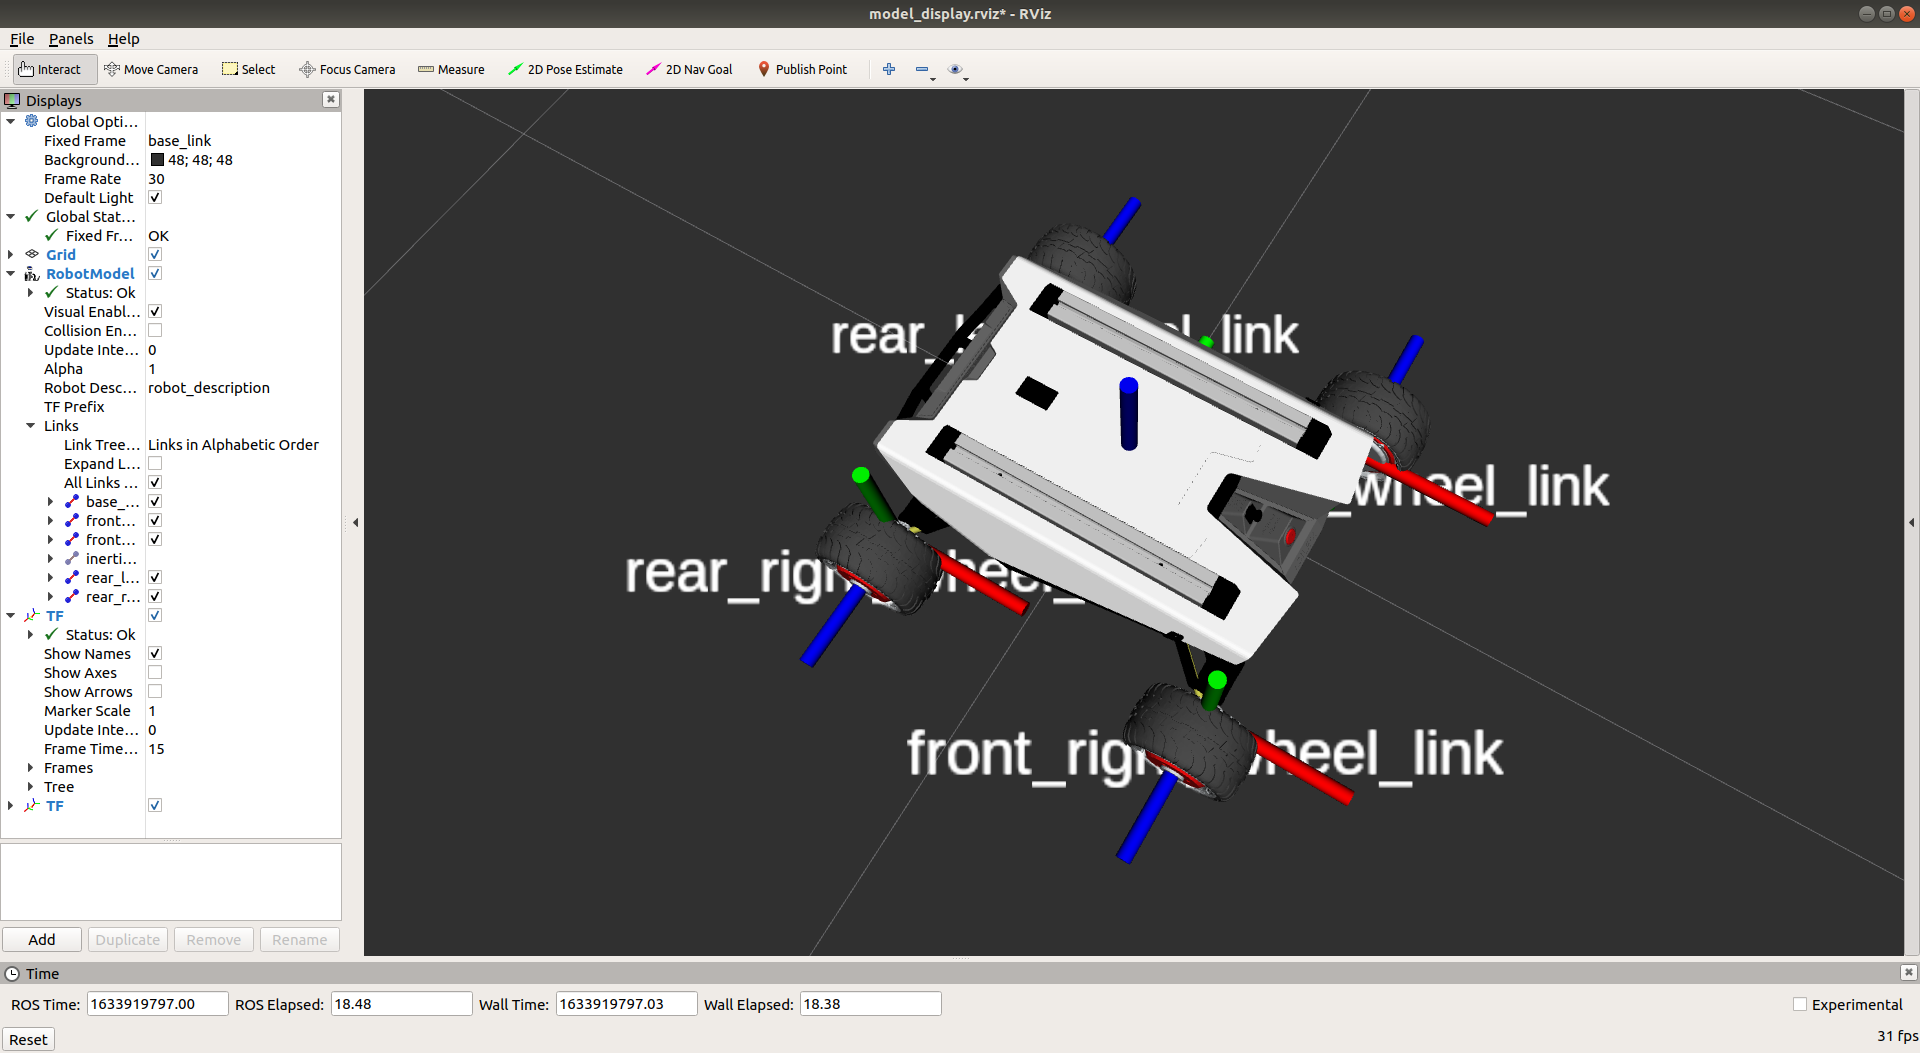 model_display.rviz* - RViz
File Panels Help
Interact Move Camera Select Focus Camera Measure 2D Pose Estimate 2D Nav Goal Publish Point
Displays
Global Opti...
Fixed Frame base_link
Background... 48; 48; 48
Frame Rate 30
Default Light
Global Stat...
Fixed Fr... OK
Grid
RobotModel
Status: Ok
Visual Enabl...
Collision En...
Update Inte... 0
Alpha 1
Robot Desc... robot_description
TF Prefix
Links
Link Tree... Links in Alphabetic Order
Expand L...
All Links ...
base_...
front...
front...
inerti...
rear_l...
rear_r...
TF
Status: Ok
Show Names
Show Axes
Show Arrows
Marker Scale 1
Update Inte... 0
Frame Time... 15
Frames
Tree
TF
Add Duplicate Remove Rename
rear_ link
wheel_link
rear_righ heel_
front_righ heel_link
Time
ROS Time: 1633919797.00 ROS Elapsed: 18.48 Wall Time: 1633919797.03 Wall Elapsed: 18.38 Experimental
Reset 31 fps